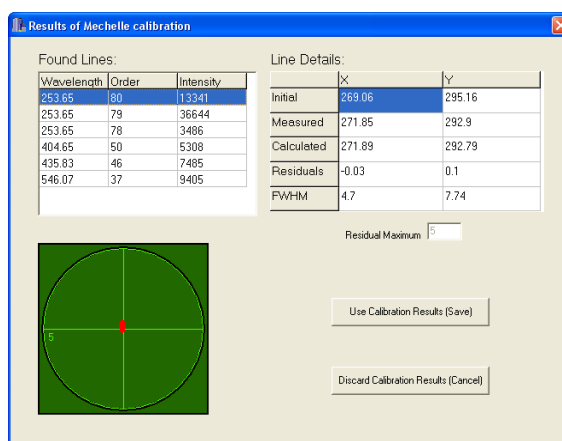 Results of Mechelle calibration
Found Lines:
Wavelength Order Intensity
253.65 80 13341
253.65 79 36644
253.65 78 3486
404.65 50 5308
435.83 46 7485
546.07 37 9405
Line Details:
X Y
Initial 269.06 295.16
Measured 271.85 292.9
Calculated 271.89 292.79
Residuals -0.03 0.1
FWHM 4.7 7.74
Residual Maximum 5
5
Use Calibration Results (Save)
Discard Calibration Results (Cancel)